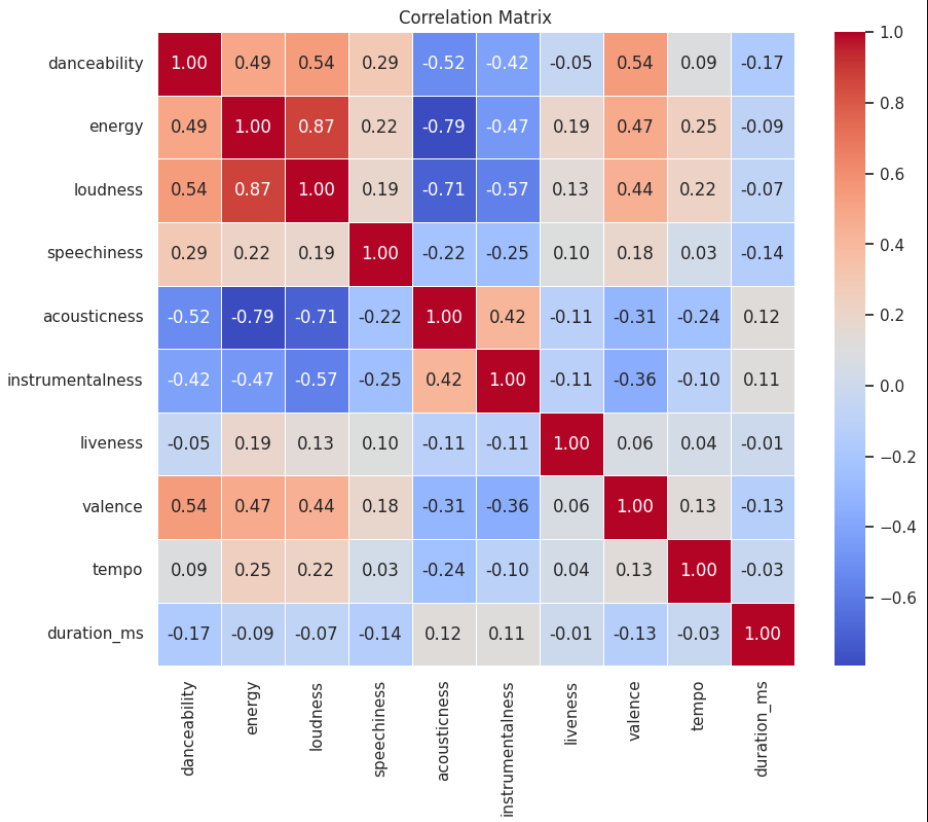 Correlation Matrix
danceability 1.00 0.49 0.54 0.29 -0.52 -0.42 -0.05 0.54 0.09 -0.17
energy 0.49 1.00 0.87 0.22 -0.79 -0.47 0.19 0.47 0.25 -0.09
loudness 0.54 0.87 1.00 0.19 -0.71 -0.57 0.13 0.44 0.22 -0.07
speechiness 0.29 0.22 0.19 1.00 -0.22 -0.25 0.10 0.18 0.03 -0.14
acousticness -0.52 -0.79 -0.71 -0.22 1.00 0.42 -0.11 -0.31 -0.24 0.12
instrumentalness -0.42 -0.47 -0.57 -0.25 0.42 1.00 -0.11 -0.36 -0.10 0.11
liveness -0.05 0.19 0.13 0.10 -0.11 -0.11 1.00 0.06 0.04 -0.01
valence 0.54 0.47 0.44 0.18 -0.31 -0.36 0.06 1.00 0.13 -0.13
tempo 0.09 0.25 0.22 0.03 -0.24 -0.10 0.04 0.13 1.00 -0.03
duration_ms -0.17 -0.09 -0.07 -0.14 0.12 0.11 -0.01 -0.13 -0.03 1.00
danceability
energy
loudness
speechiness
acousticness
instrumentalness
liveness
valence
tempo
duration_ms
1.0
0.8
0.6
0.4
0.2
0.0
−0.2
−0.4
−0.6